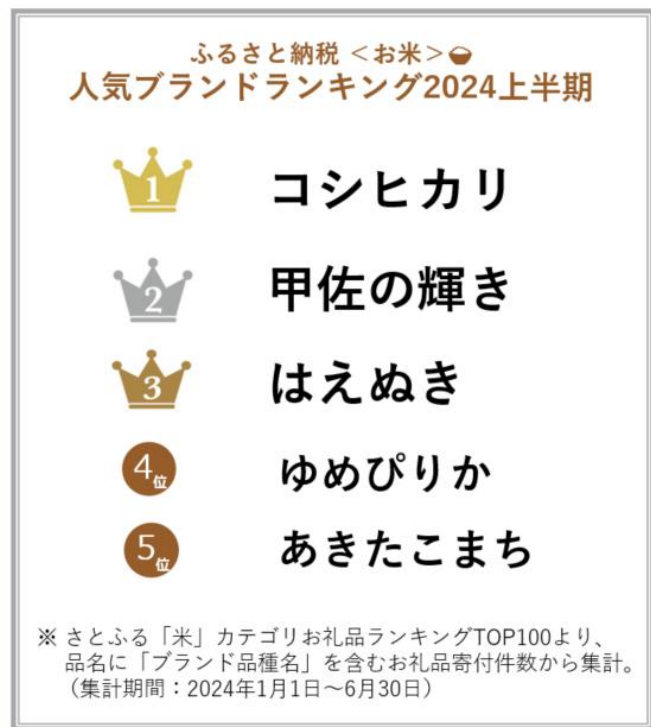 ふるさと納税 <お米>
人気ブランドランキング2024上半期
1 コシヒカリ
2 甲佐の輝き
3 はえぬき
4位 ゆめぴりか
5位 あきたこまち
※ さとふる「米」カテゴリお礼品ランキングTOP100より、
品名に「ブランド品種名」を含むお礼品寄付件数から集計。
（集計期間：2024年1月1日〜6月30日）